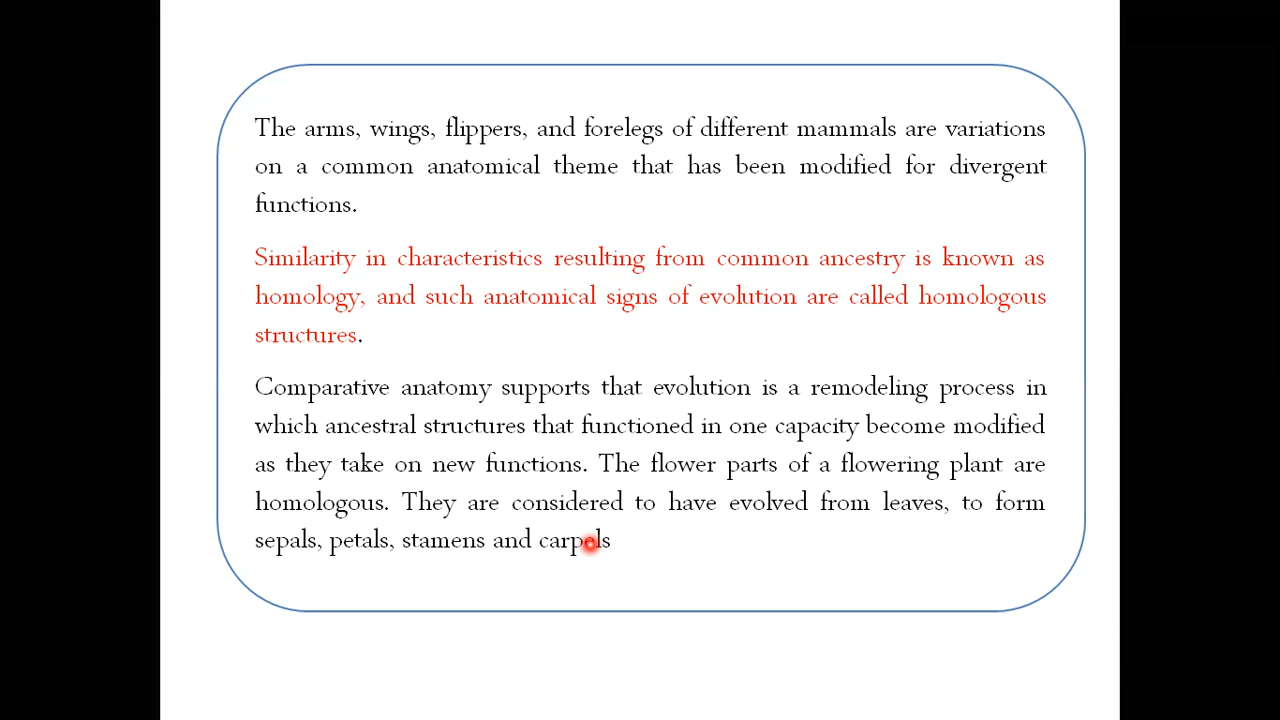 The arms, wings, flippers, and forelegs of different mammals are variations
on a common anatomical theme that has been modified for divergent
functions.
Similarity in characteristics resulting from common ancestry is known as
homology, and such anatomical signs of evolution are called homologous
structures.
Comparative anatomy supports that evolution is a remodeling process in
which ancestral structures that functioned in one capacity become modified
as they take on new functions. The flower parts of a flowering plant are
homologous. They are considered to have evolved from leaves, to form
sepals, petals, stamens and carpels